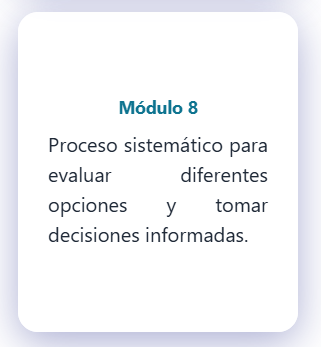 Módulo 8
Proceso sistemático para
evaluar diferentes
opciones y tomar
decisiones informadas.